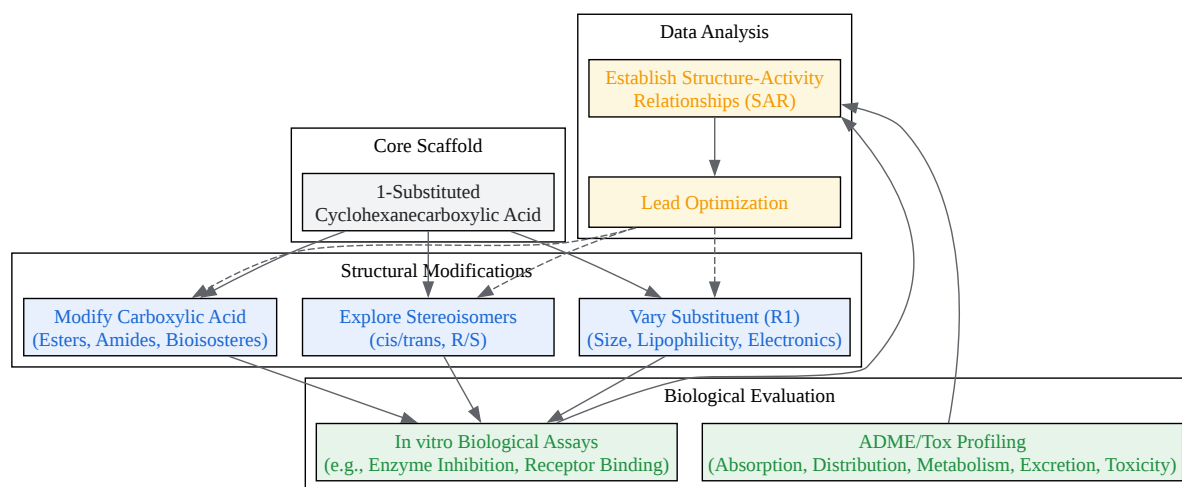 Data Analysis
Establish Structure-Activity
Relationships (SAR)
Core Scaffold
1-Substituted
Cyclohexanecarboxylic Acid
Lead Optimization
Structural Modifications
Modify Carboxylic Acid
(Esters, Amides, Bioisosteres)
Explore Stereoisomers
(cis/trans, R/S)
Vary Substituent (R1)
(Size, Lipophilicity, Electronics)
Biological Evaluation
In vitro Biological Assays
(e.g., Enzyme Inhibition, Receptor Binding)
ADME/Tox Profiling
(Absorption, Distribution, Metabolism, Excretion, Toxicity)